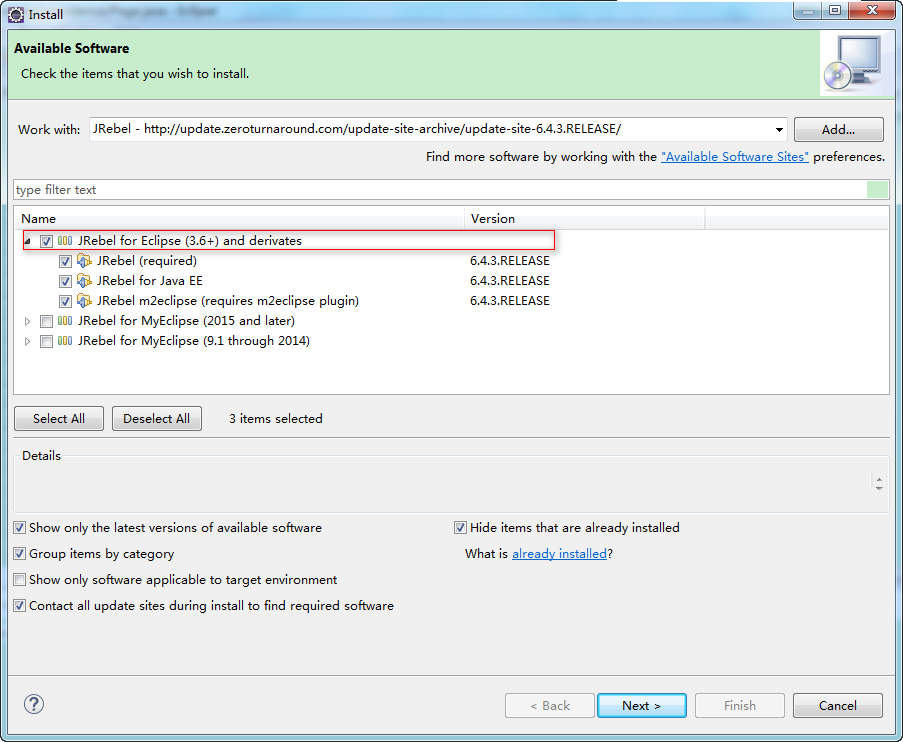 Install
Page.java - Eclipse
Available Software
Check the items that you wish to install.
Work with: JRebel - http://update.zeroturnaround.com/update-site-archive/update-site-6.4.3.RELEASE/ Add...
Find more software by working with the "Available Software Sites" preferences.
type filter text
Name Version
JRebel for Eclipse (3.6+) and derivates
JRebel (required) 6.4.3.RELEASE
JRebel for Java EE 6.4.3.RELEASE
JRebel m2eclipse (requires m2eclipse plugin) 6.4.3.RELEASE
JRebel for MyEclipse (2015 and later)
JRebel for MyEclipse (9.1 through 2014)
Select All Deselect All 3 items selected
Details
Show only the latest versions of available software Hide items that are already installed
Group items by category What is already installed?
Show only software applicable to target environment
Contact all update sites during install to find required software
? < Back Next > Finish Cancel